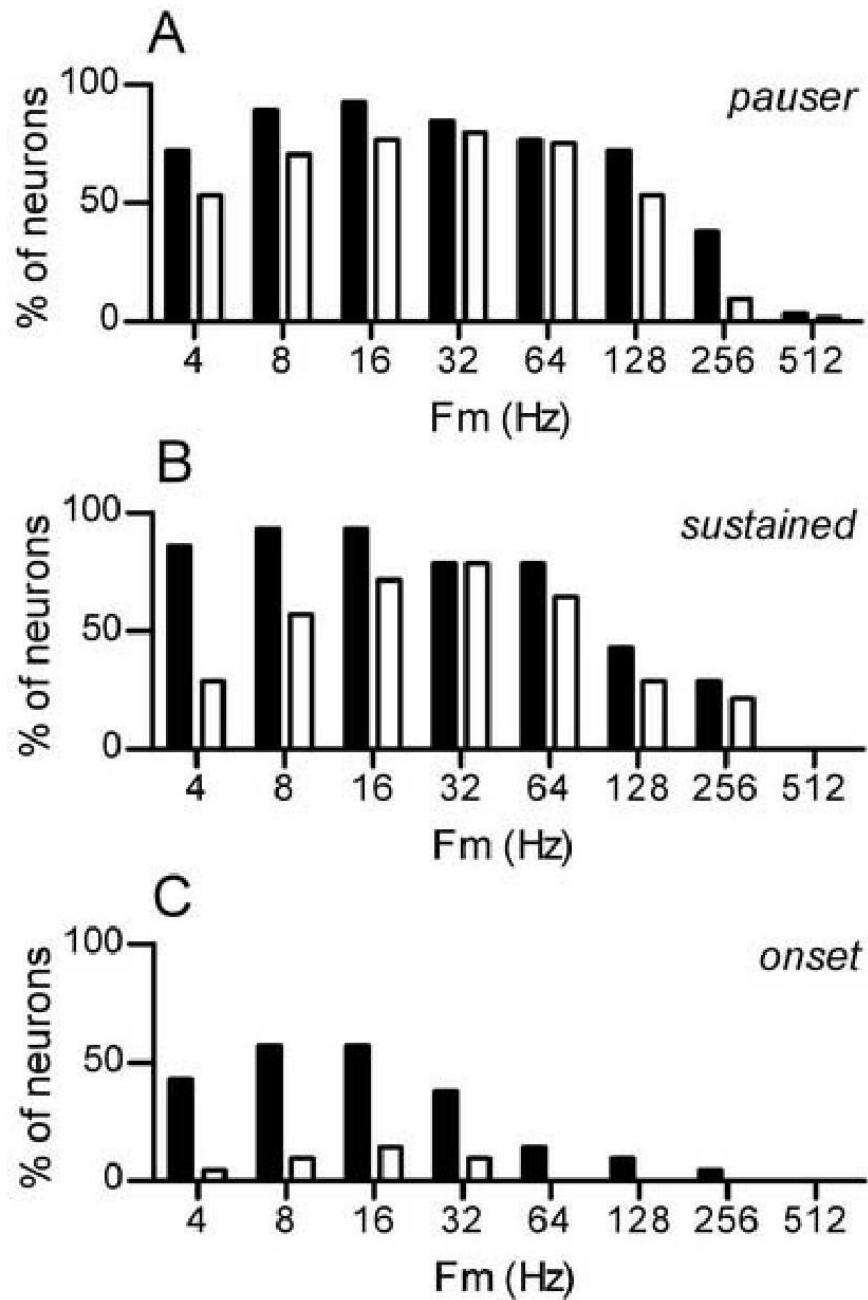 A
pauser
% of neurons
100
50
0
4 8 16 32 64 128 256 512
Fm (Hz)
B
sustained
% of neurons
100
50
0
4 8 16 32 64 128 256 512
Fm (Hz)
C
onset
% of neurons
100
50
0
4 8 16 32 64 128 256 512
Fm (Hz)